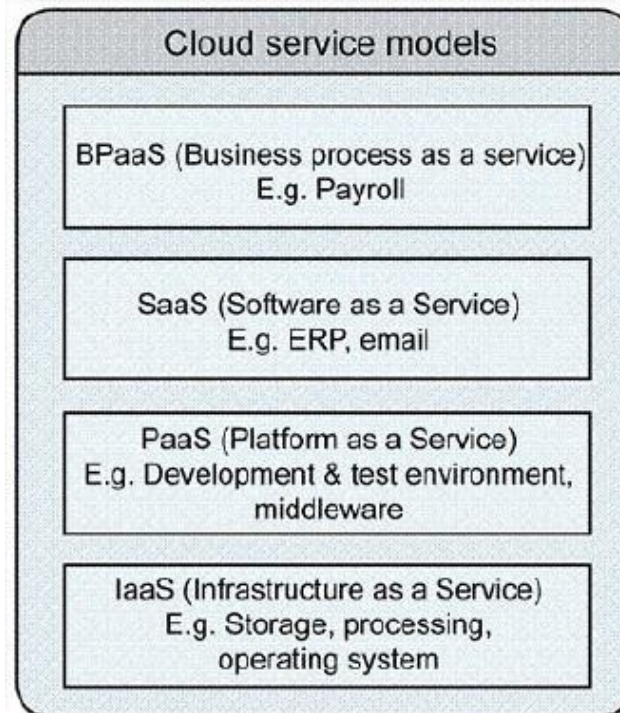 Cloud service models
BPaaS (Business process as a service)
E.g. Payroll
SaaS (Software as a Service)
E.g. ERP, email
PaaS (Platform as a Service)
E.g. Development & test environment,
middleware
IaaS (Infrastructure as a Service)
E.g. Storage, processing,
operating system